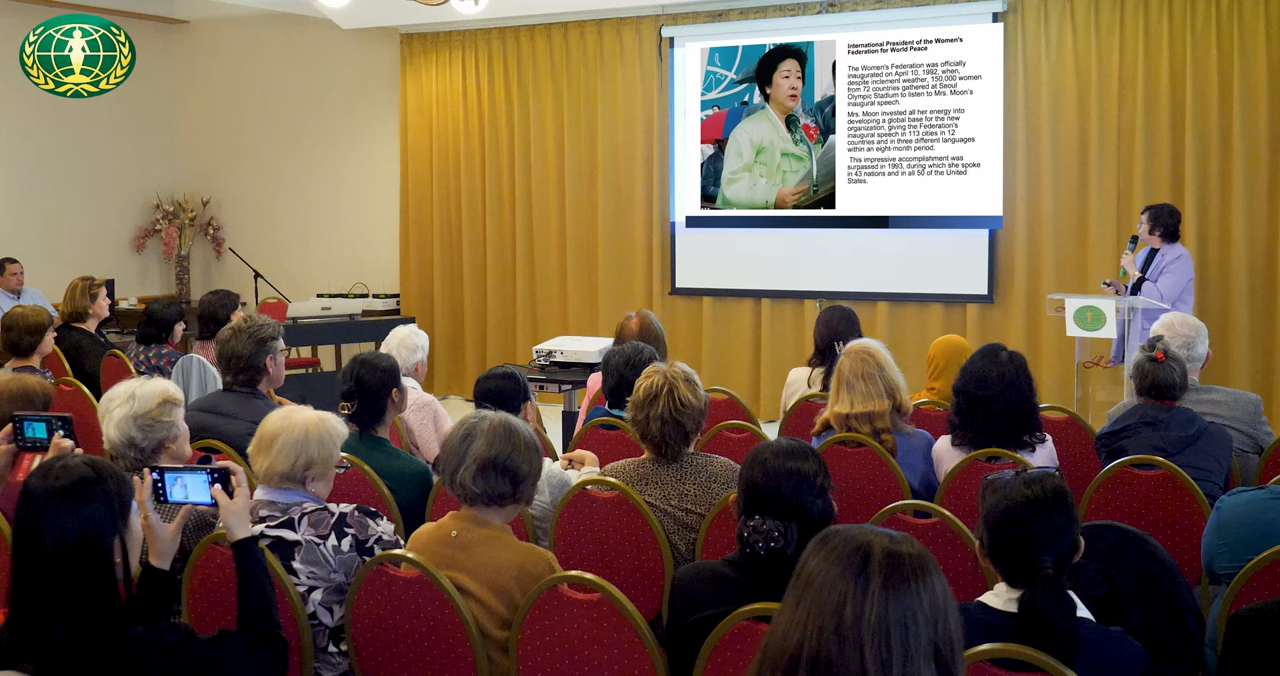 International President of the Women's
Federation for World Peace
The Women's Federation was officially
inaugurated on April 10, 1992, when,
despite inclement weather, 150,000 women
from 72 countries gathered at Seoul
Olympic Stadium to listen to Mrs. Moon's
inaugural speech.
Mrs. Moon invested all her energy into
developing a global base for the new
organization, giving the Federation's
inaugural speech in 113 cities in 12
countries and in three different languages
within an eight-month period.
This impressive accomplishment was
surpassed in 1993, during which she spoke
in 43 nations and in all 50 of the United
States.